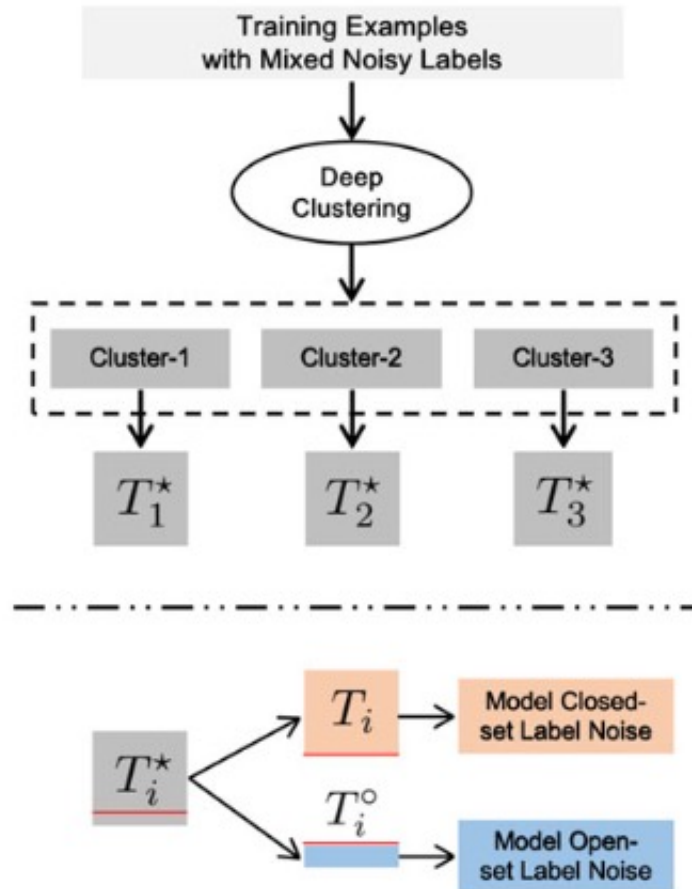 Training Examples
with Mixed Noisy Labels
Deep
Clustering
Cluster-1 Cluster-2 Cluster-3
T₁⋆ T₂⋆ T₃⋆
Tᵢ Model Closed-
set Label Noise
Tᵢ⋆
Tᵢ° Model Open-
set Label Noise